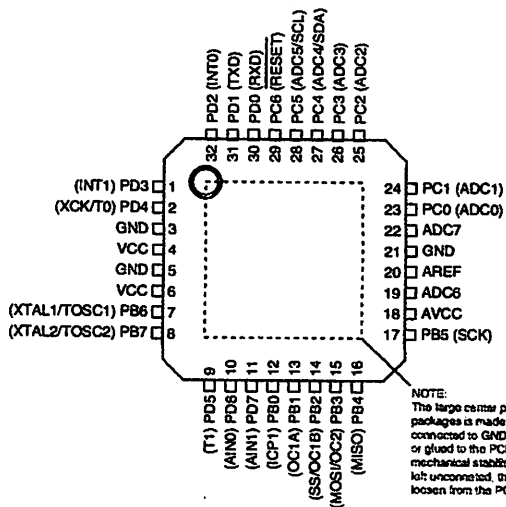 PD2 (INT0)
PD1 (TXD)
PD0 (RXD)
PC6 (RESET)
PC5 (ADC5/SCL)
PC4 (ADC4/SDA)
PC3 (ADC3)
PC2 (ADC2)
32 31 30 29 28 27 26 25
(INT1) PD3 1
(XCK/T0) PD4 2
GND 3
VCC 4
GND 5
VCC 6
(XTAL1/TOSC1) PB6 7
(XTAL2/TOSC2) PB7 8
24 PC1 (ADC1)
23 PC0 (ADC0)
22 ADC7
21 GND
20 AREF
19 ADC6
18 AVCC
17 PB5 (SCK)
9 10 11 12 13 14 15 16
(T1) PD5
(AIN0) PD6
(AIN1) PD7
(ICP1) PB0
(OC1A) PB1
(SS/OC1B) PB2
(MOSI/OC2) PB3
(MISO) PB4
NOTE:
The large center p
packages is made
connected to GND
or glued to the PC
mechanical stabili
left unconneted, th
loosen from the PC